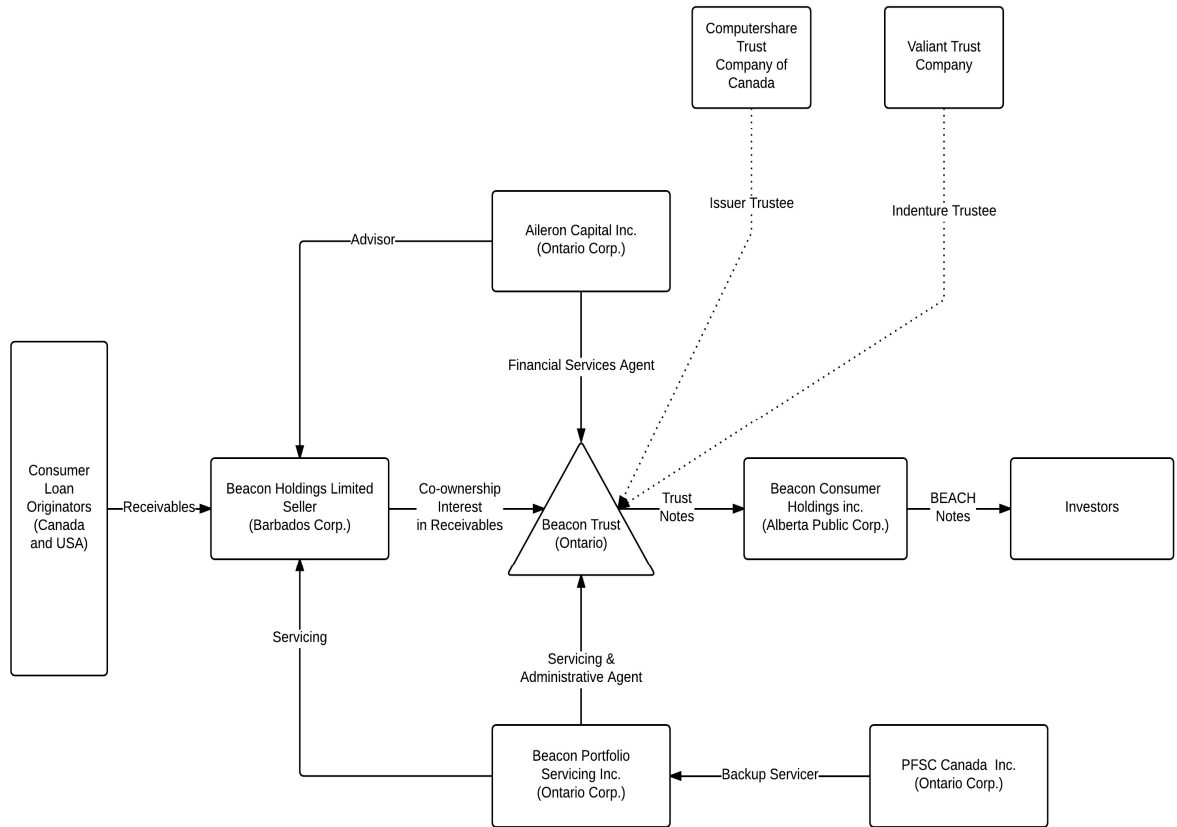 Computershare
Trust
Company of
Canada
Valiant Trust
Company
Issuer Trustee
Indenture Trustee
Aileron Capital Inc.
(Ontario Corp.)
Advisor
Financial Services Agent
Consumer
Loan
Originators
(Canada
and USA)
Receivables
Beacon Holdings Limited
Seller
(Barbados Corp.)
Co-ownership
Interest
in Receivables
Beacon Trust
(Ontario)
Trust
Notes
Beacon Consumer
Holdings inc.
(Alberta Public Corp.)
BEACH
Notes
Investors
Servicing
Servicing &
Administrative Agent
Beacon Portfolio
Servicing Inc.
(Ontario Corp.)
Backup Servicer
PFSC Canada  Inc.
(Ontario Corp.)